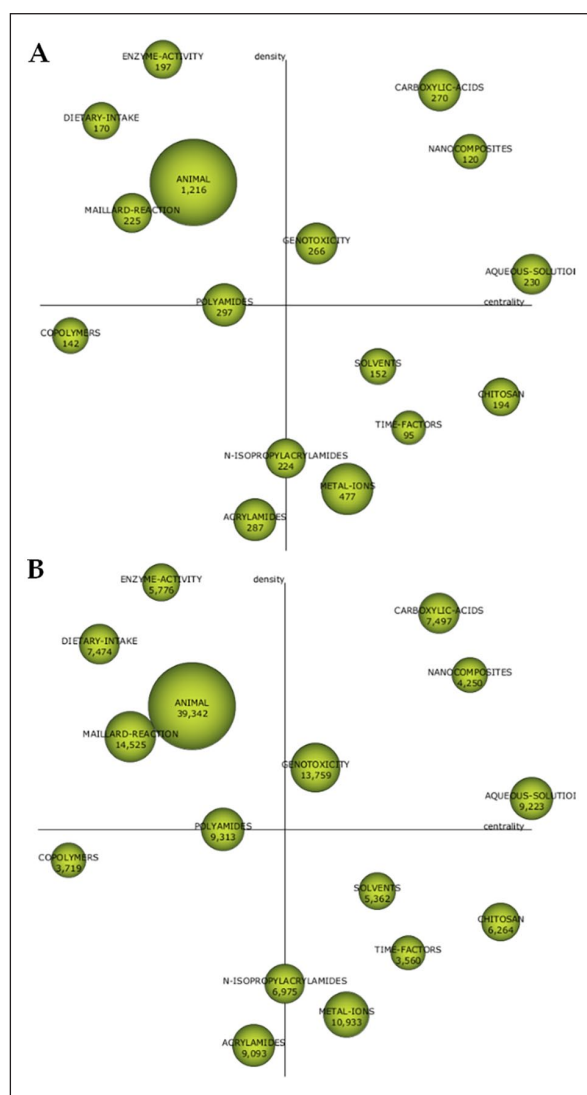 A
ENZYME-ACTIVITY
197
density
CARBOXYLIC-ACIDS
270
DIETARY-INTAKE
170
NANOCOMPOSITES
120
ANIMAL
1,216
MAILLARD-REACTION
225
GENOTOXICITY
266
AQUEOUS-SOLUTIOI
230
POLYAMIDES
297
centrality
COPOLYMERS
142
SOLVENTS
152
CHITOSAN
194
TIME-FACTORS
95
N-ISOPROPYLACRYLAMIDES
224
METAL-IONS
477
ACRYLAMIDES
287
B
ENZYME-ACTIVITY
5,776
density
CARBOXYLIC-ACIDS
7,497
DIETARY-INTAKE
7,474
NANOCOMPOSITES
4,250
ANIMAL
39,342
MAILLARD-REACTION
14,525
GENOTOXICITY
13,759
AQUEOUS-SOLUTIOI
9,223
POLYAMIDES
9,313
centrality
COPOLYMERS
3,719
SOLVENTS
5,362
CHITOSAN
6,264
TIME-FACTORS
3,560
N-ISOPROPYLACRYLAMIDES
6,975
METAL-IONS
10,933
ACRYLAMIDES
9,093